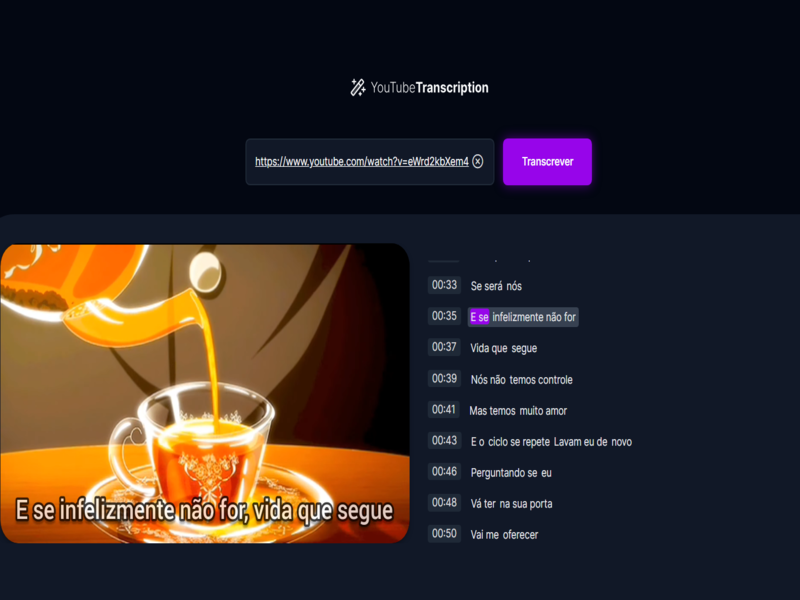 YouTubeTranscription
https://www.youtube.com/watch?v=eWrd2kbXem4
Transcrever
E se infelizmente não for, vida que segue
00:33 Se será nós
00:35 E se infelizmente não for
00:37 Vida que segue
00:39 Nós não temos controle
00:41 Mas temos muito amor
00:43 E o ciclo se repete Lavam eu de novo
00:46 Perguntando se eu
00:48 Vá ter na sua porta
00:50 Vai me oferecer